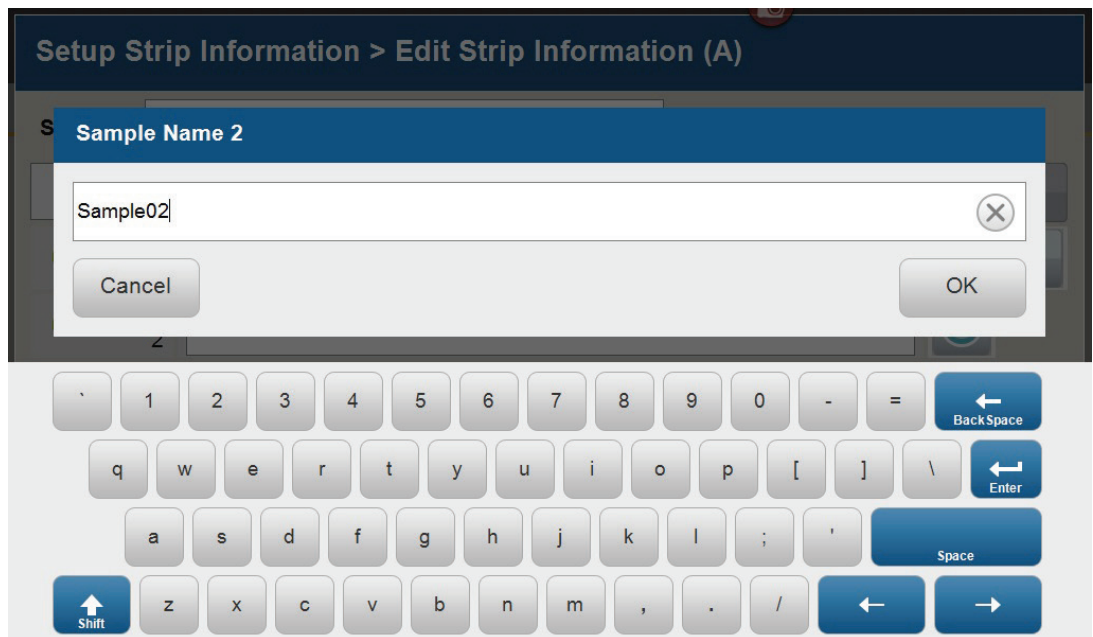 Setup Strip Information > Edit Strip Information (A)
S
Sample Name 2
Sample02
Cancel OK
2
` 1 2 3 4 5 6 7 8 9 0 - = BackSpace
q w e r t y u i o p [ ] \ Enter
a s d f g h j k l ; ' Space
Shift z x c v b n m , . /